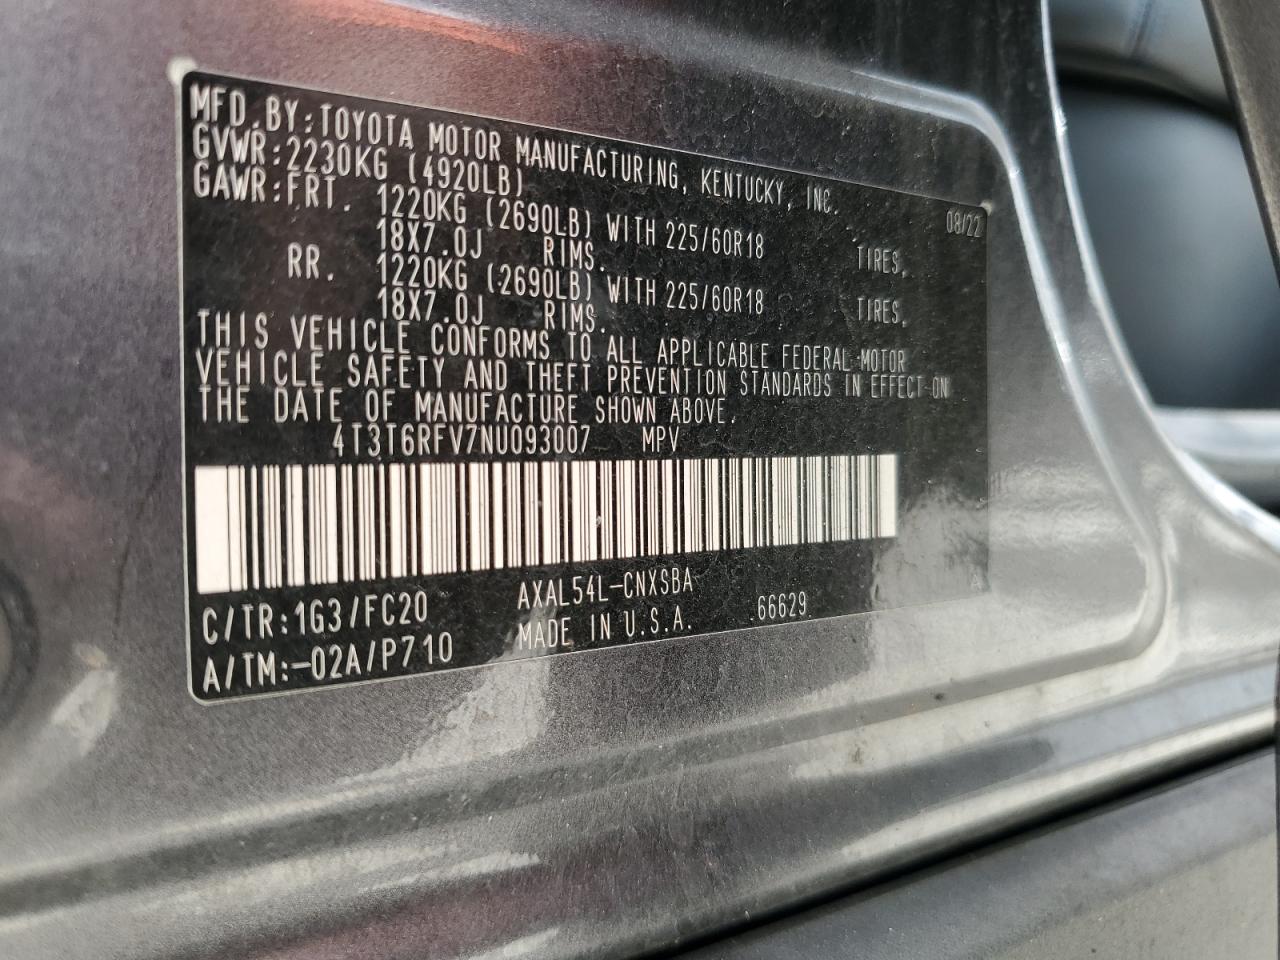 MFD. BY: TOYOTA MOTOR MANUFACTURING, KENTUCKY, INC.
GVWR: 2230KG (4920LB) 08/22
GAWR: FRT. 1220KG (2690LB) WITH 225/60R18 TIRES,
18X7.0J RIMS.
RR. 1220KG (2690LB) WITH 225/60R18 TIRES,
18X7.0J RIMS.
THIS VEHICLE CONFORMS TO ALL APPLICABLE FEDERAL MOTOR
VEHICLE SAFETY AND THEFT PREVENTION STANDARDS IN EFFECT ON
THE DATE OF MANUFACTURE SHOWN ABOVE.
4T3T6RFV7NU093007 MPV
C/TR: 1G3/FC20 AXAL54L-CNXSBA
A/TM: -02A/P710 MADE IN U.S.A. 66629